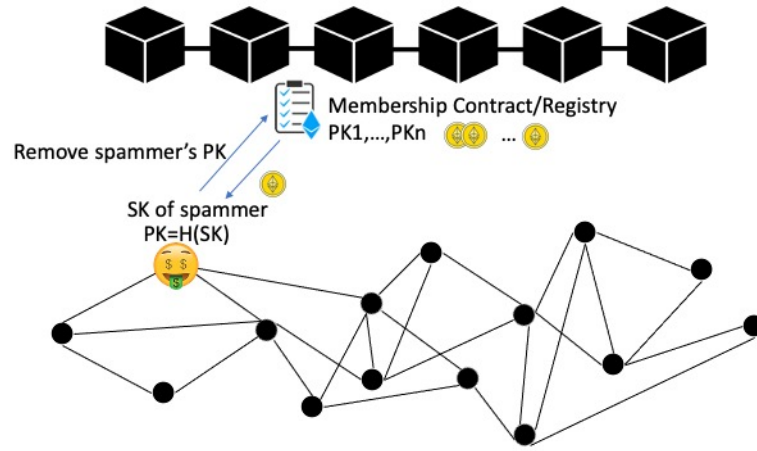 Membership Contract/Registry
PK1,...,PKn ...
Remove spammer's PK
SK of spammer
PK=H(SK)
$ $
$